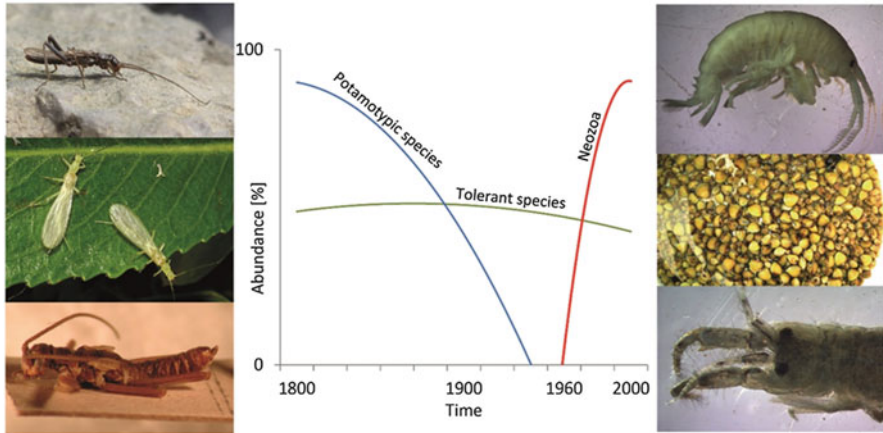 100
Potamotypic species
Neozoa
Tolerant species
Abundance [%]
0
1800
1900
1960
2000
Time